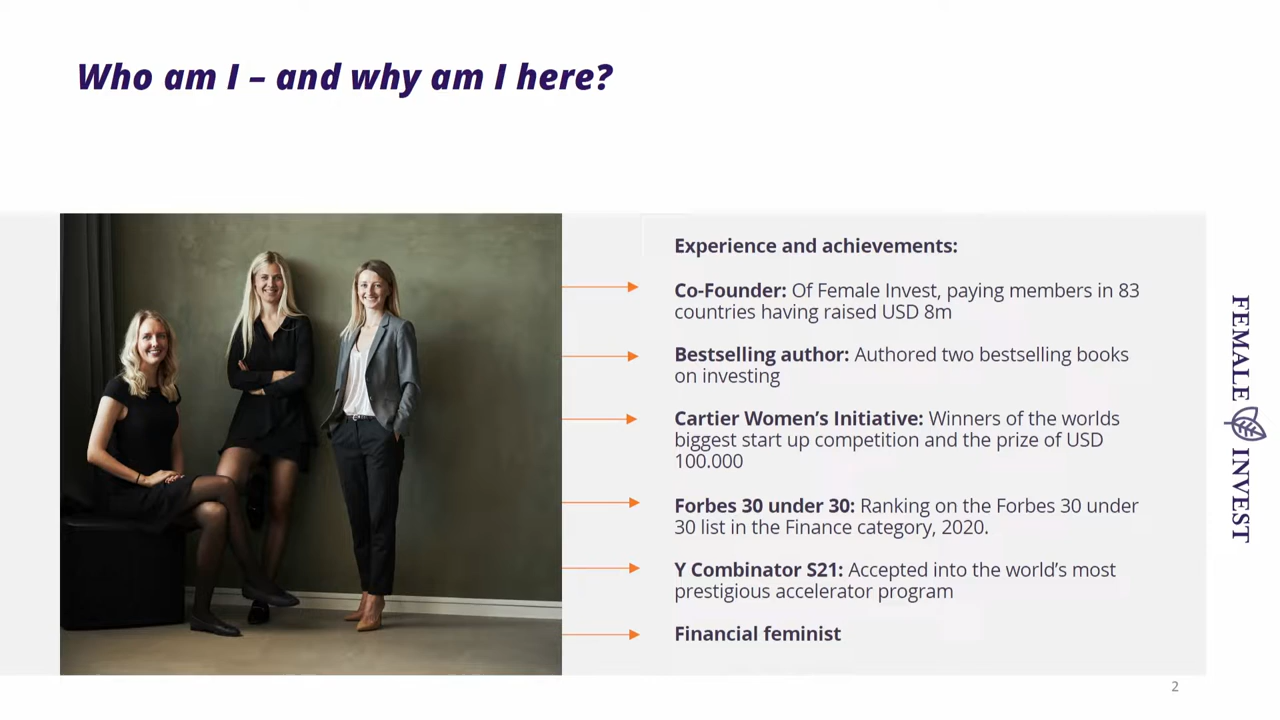 Who am I – and why am I here?
Experience and achievements:
Co-Founder: Of Female Invest, paying members in 83
countries having raised USD 8m
Bestselling author: Authored two bestselling books
on investing
Cartier Women’s Initiative: Winners of the worlds
biggest start up competition and the prize of USD
100.000
Forbes 30 under 30: Ranking on the Forbes 30 under
30 list in the Finance category, 2020.
Y Combinator S21: Accepted into the world’s most
prestigious accelerator program
Financial feminist
FEMALE INVEST
2